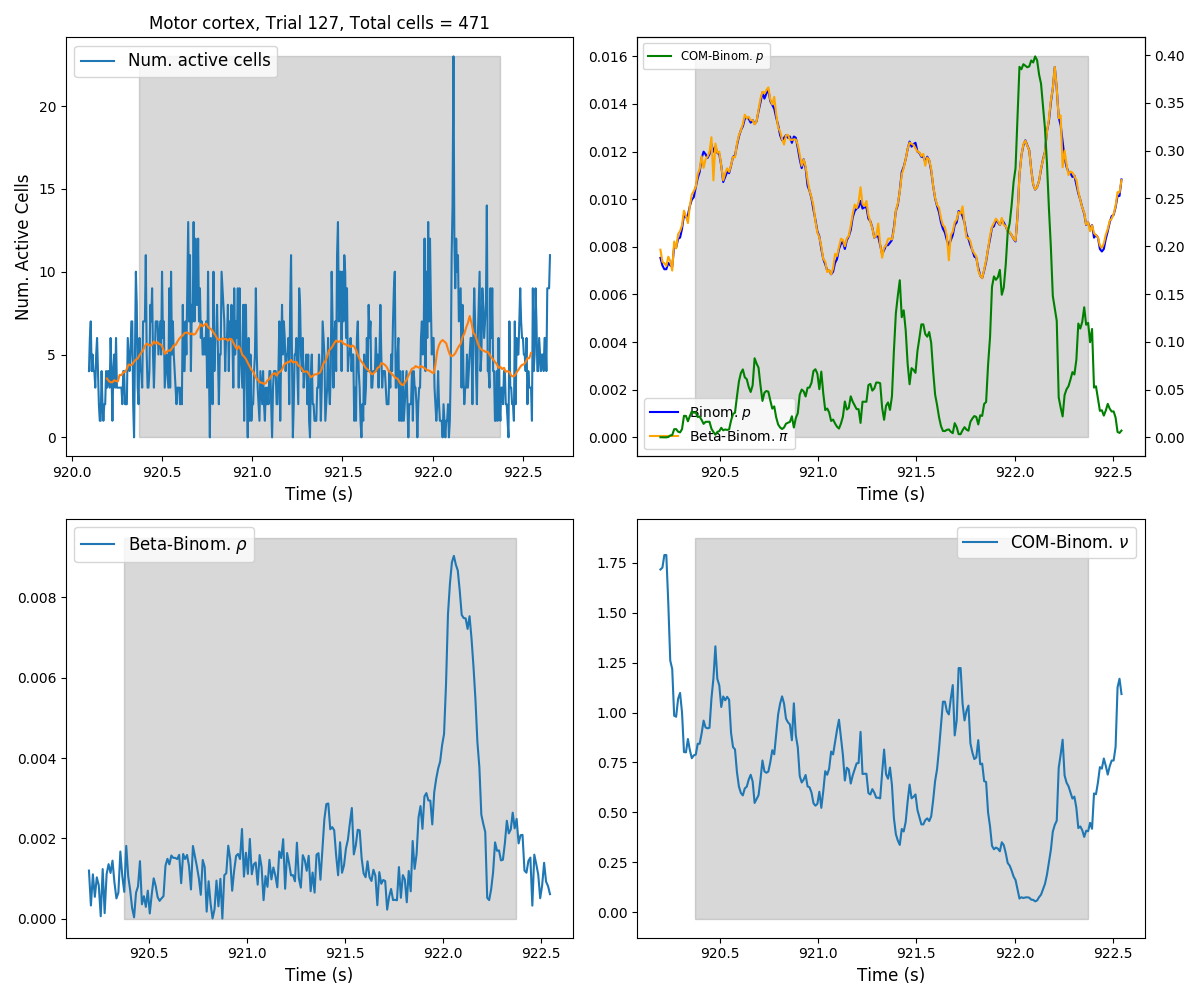 Motor cortex, Trial 127, Total cells = 471
Num. active cells
Num. Active Cells
20
15
10
5
0
920.0 920.5 921.0 921.5 922.0 922.5
Time (s)
COM-Binom. p
Binom. p
Beta-Binom. π
0.016
0.014
0.012
0.010
0.008
0.006
0.004
0.002
0.000
0.40
0.35
0.30
0.25
0.20
0.15
0.10
0.05
0.00
920.5 921.0 921.5 922.0 922.5
Time (s)
Beta-Binom. ρ
0.008
0.006
0.004
0.002
0.000
920.5 921.0 921.5 922.0 922.5
Time (s)
COM-Binom. ν
1.75
1.50
1.25
1.00
0.75
0.50
0.25
0.00
920.5 921.0 921.5 922.0 922.5
Time (s)